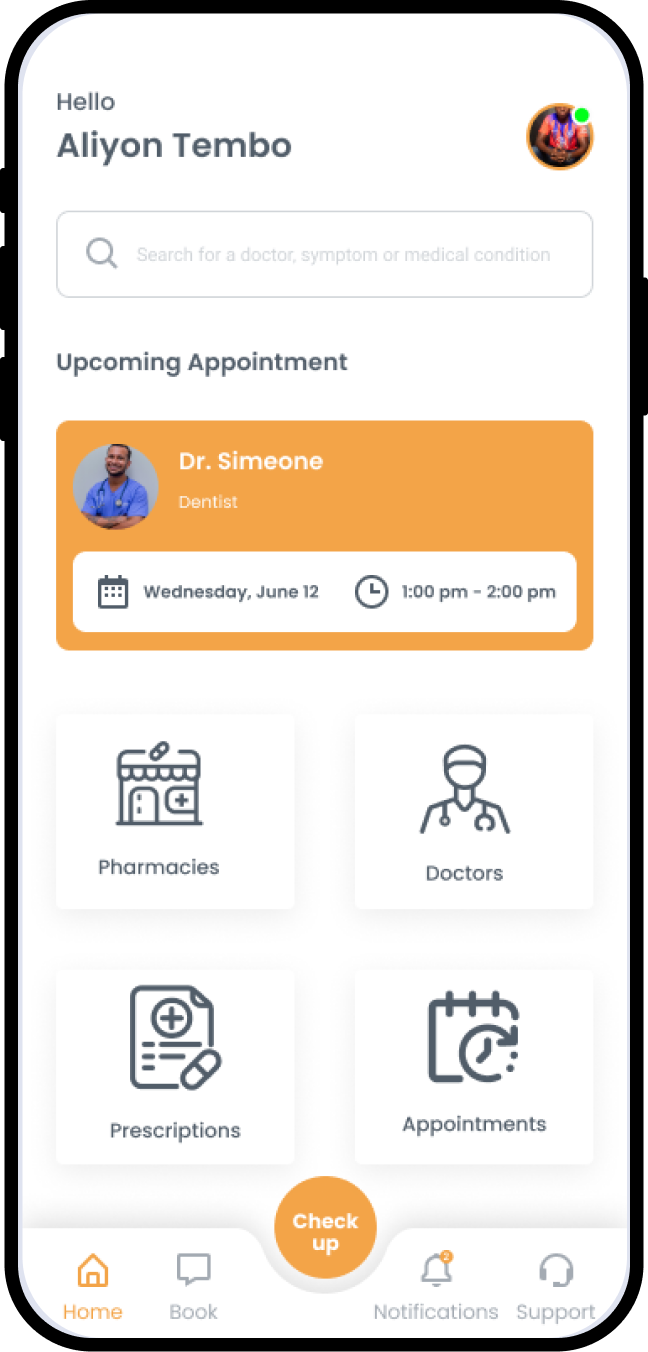 Hello
Aliyon Tembo
Search for a doctor, symptom or medical condition
Upcoming Appointment
Dr. Simeone
Dentist
Wednesday, June 12
1:00 pm - 2:00 pm
Pharmacies
Doctors
Prescriptions
Appointments
Check
up
2
Home
Book
Notifications
Support